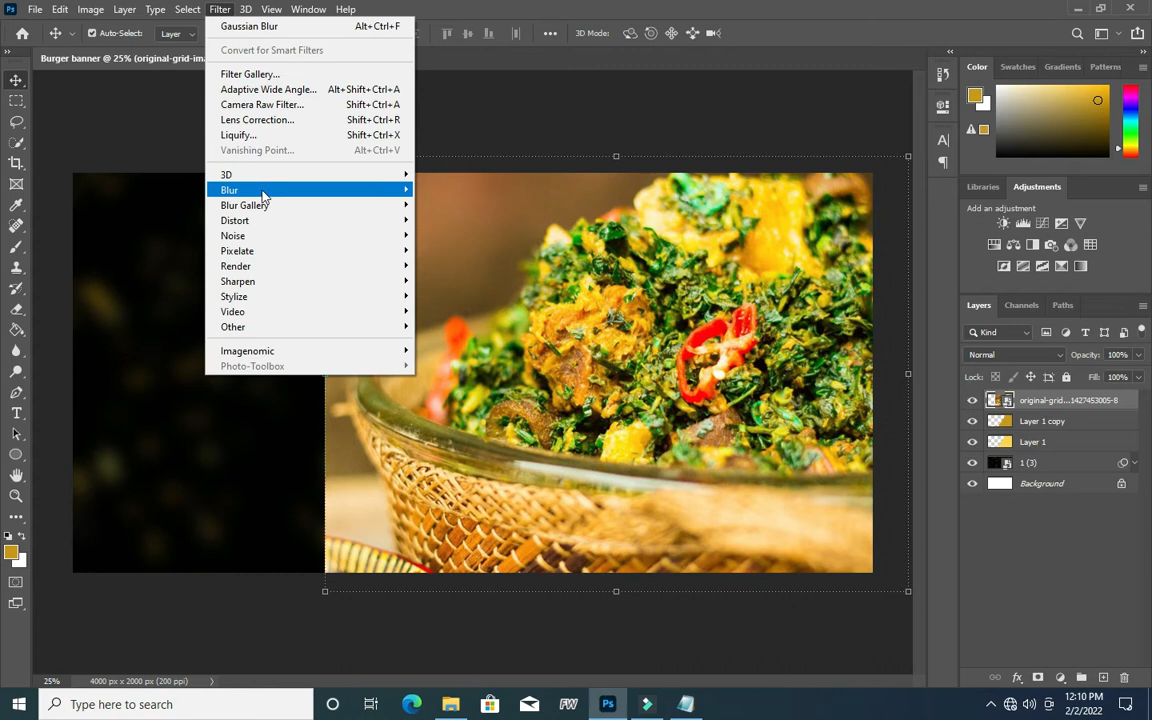 Ps File Edit Image Layer Type Select Filter 3D View Window Help
Auto-Select: Layer 3D Mode:
Burger banner @ 25% (original-grid-im
Gaussian Blur Alt+Ctrl+F
Convert for Smart Filters
Filter Gallery...
Adaptive Wide Angle... Alt+Shift+Ctrl+A
Camera Raw Filter... Shift+Ctrl+A
Lens Correction... Shift+Ctrl+R
Liquify... Shift+Ctrl+X
Vanishing Point... Alt+Ctrl+V
3D
Blur
Blur Gallery
Distort
Noise
Pixelate
Render
Sharpen
Stylize
Video
Other
Imagenomic
Photo-Toolbox
Color Swatches Gradients Patterns
Libraries Adjustments
Add an adjustment
Layers Channels Paths
Kind
Normal Opacity: 100%
Lock: Fill: 100%
original-grid...1427453005-8
Layer 1 copy
Layer 1
1 (3)
Background
25% 4000 px x 2000 px (200 ppi)
Type here to search
FW
Ps
12:10 PM
2/2/2022